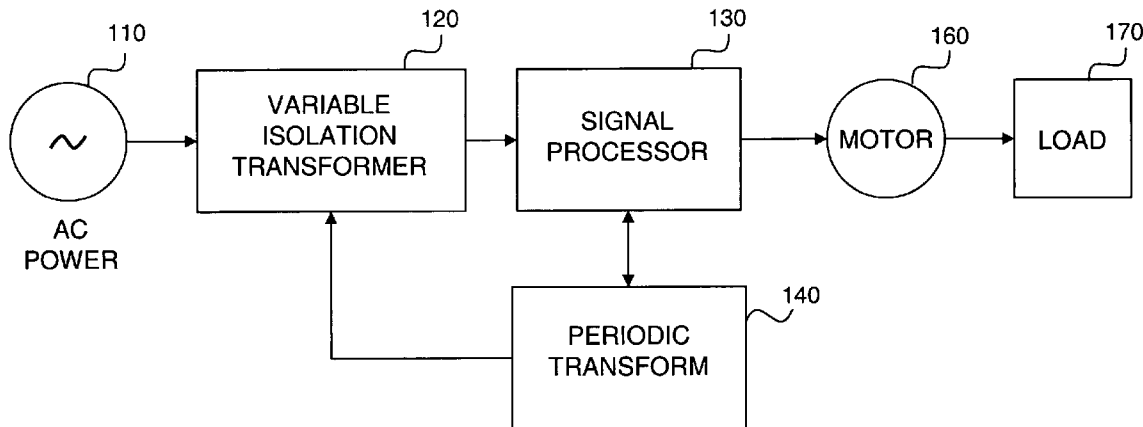 110
120
130
160
170
VARIABLE
ISOLATION
TRANSFORMER
SIGNAL
PROCESSOR
MOTOR
LOAD
AC
POWER
140
PERIODIC
TRANSFORM